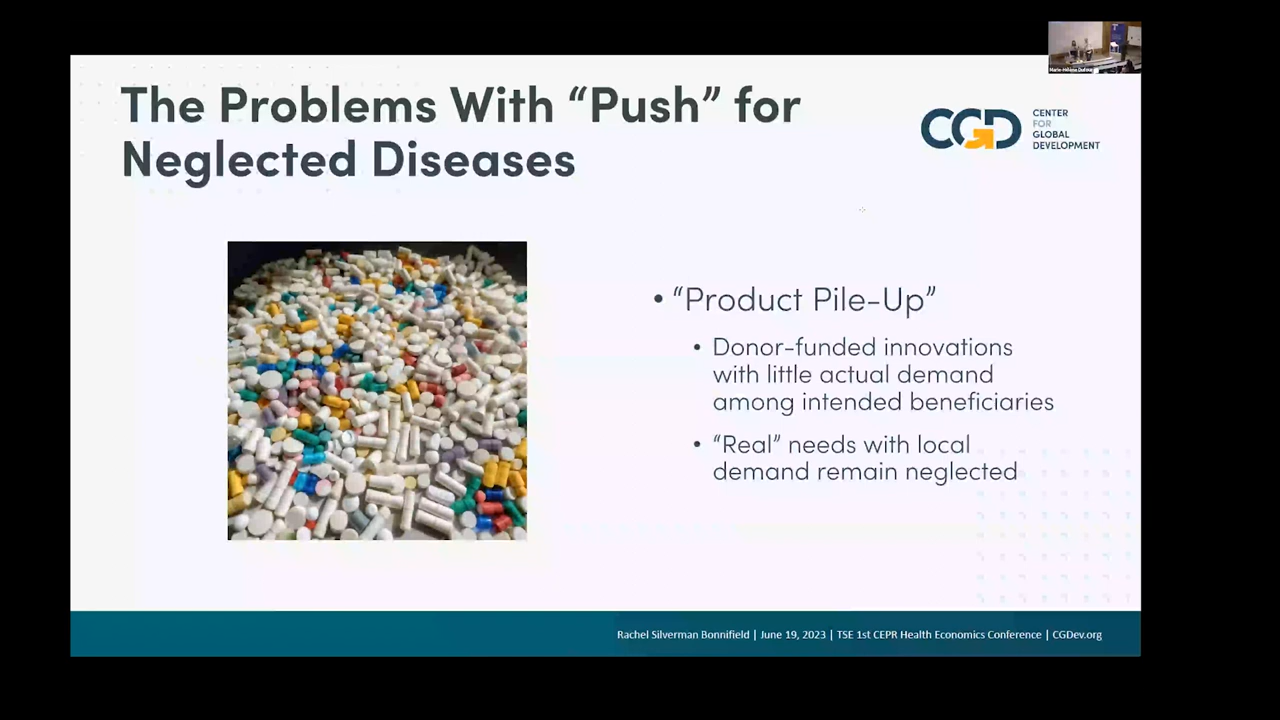 The Problems With “Push” for
Neglected Diseases
CGD
CENTER
FOR
GLOBAL
DEVELOPMENT
• “Product Pile-Up”
• Donor-funded innovations
with little actual demand
among intended beneficiaries
• “Real” needs with local
demand remain neglected
Rachel Silverman Bonnifield | June 19, 2023 | TSE 1st CEPR Health Economics Conference | CGDev.org